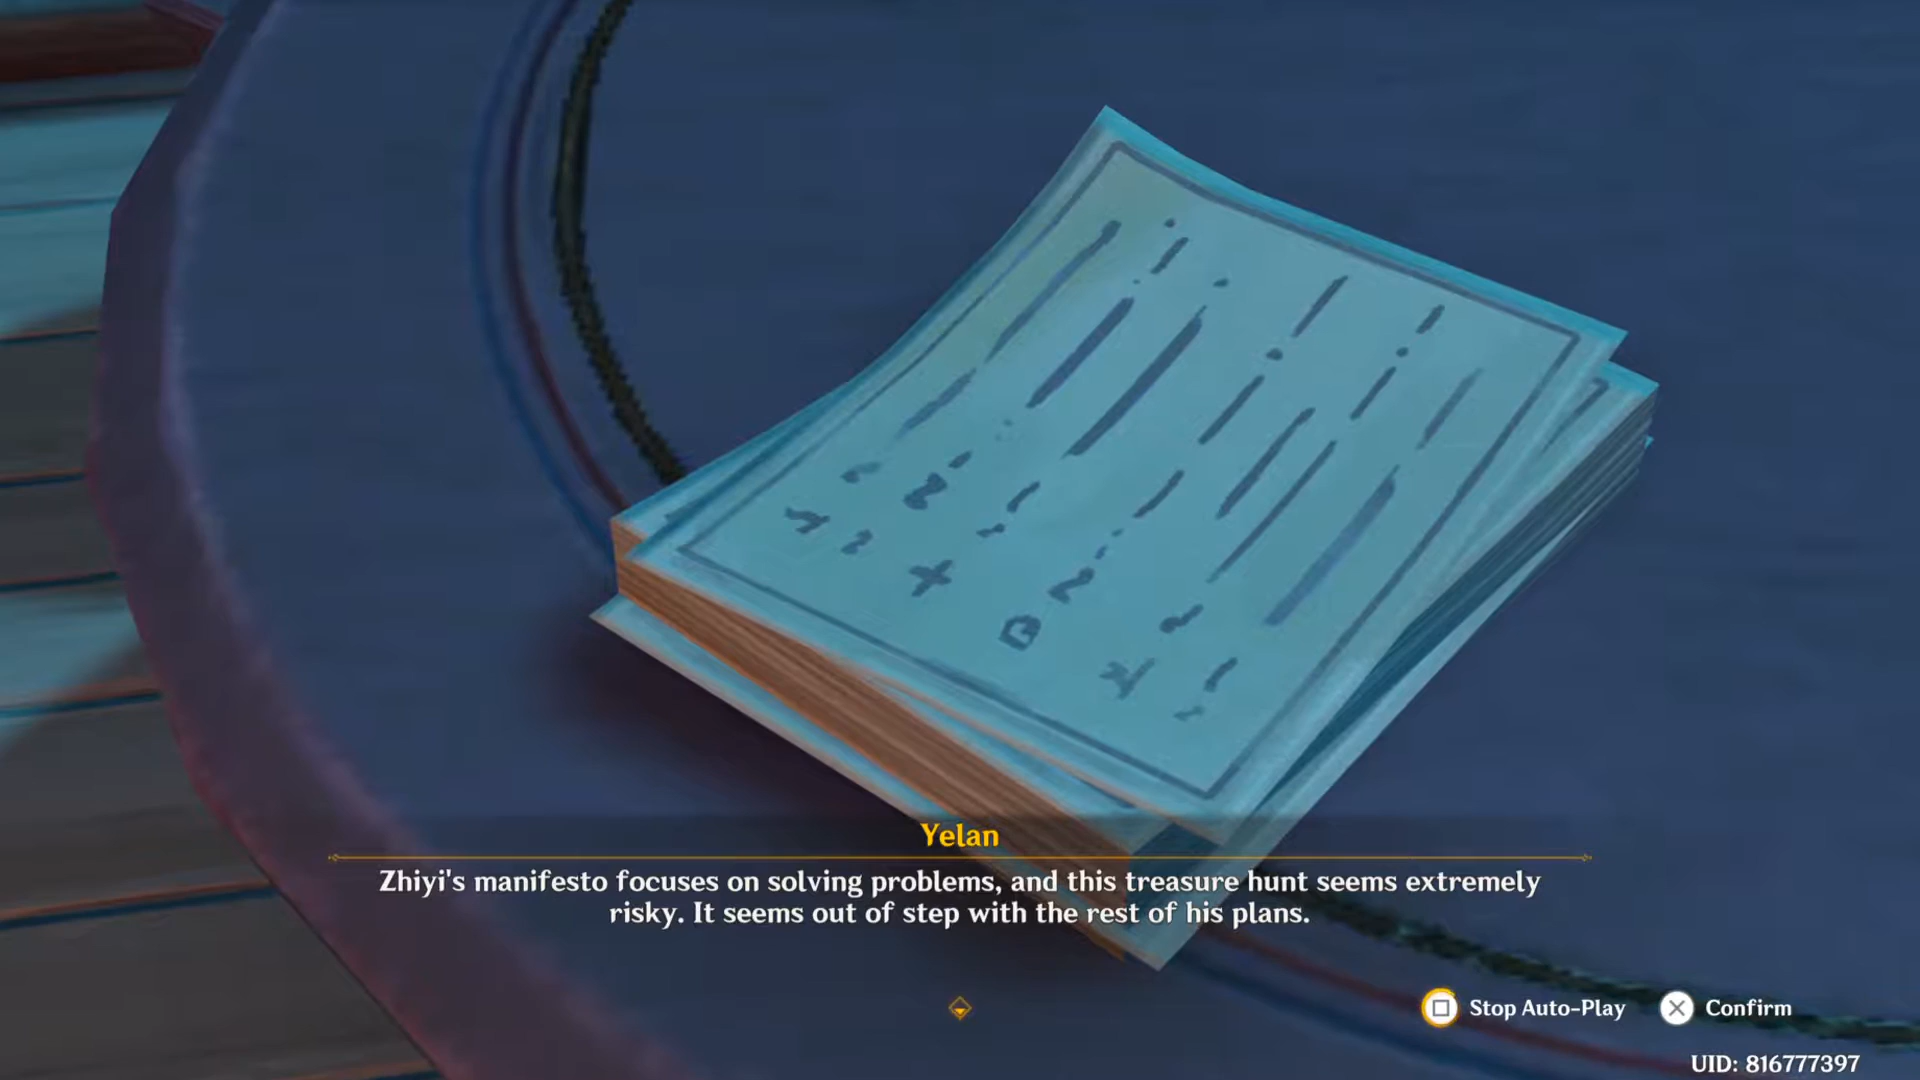 Yelan
Zhiyi's manifesto focuses on solving problems, and this treasure hunt seems extremely
risky. It seems out of step with the rest of his plans.
Stop Auto-Play
Confirm
UID: 816777397